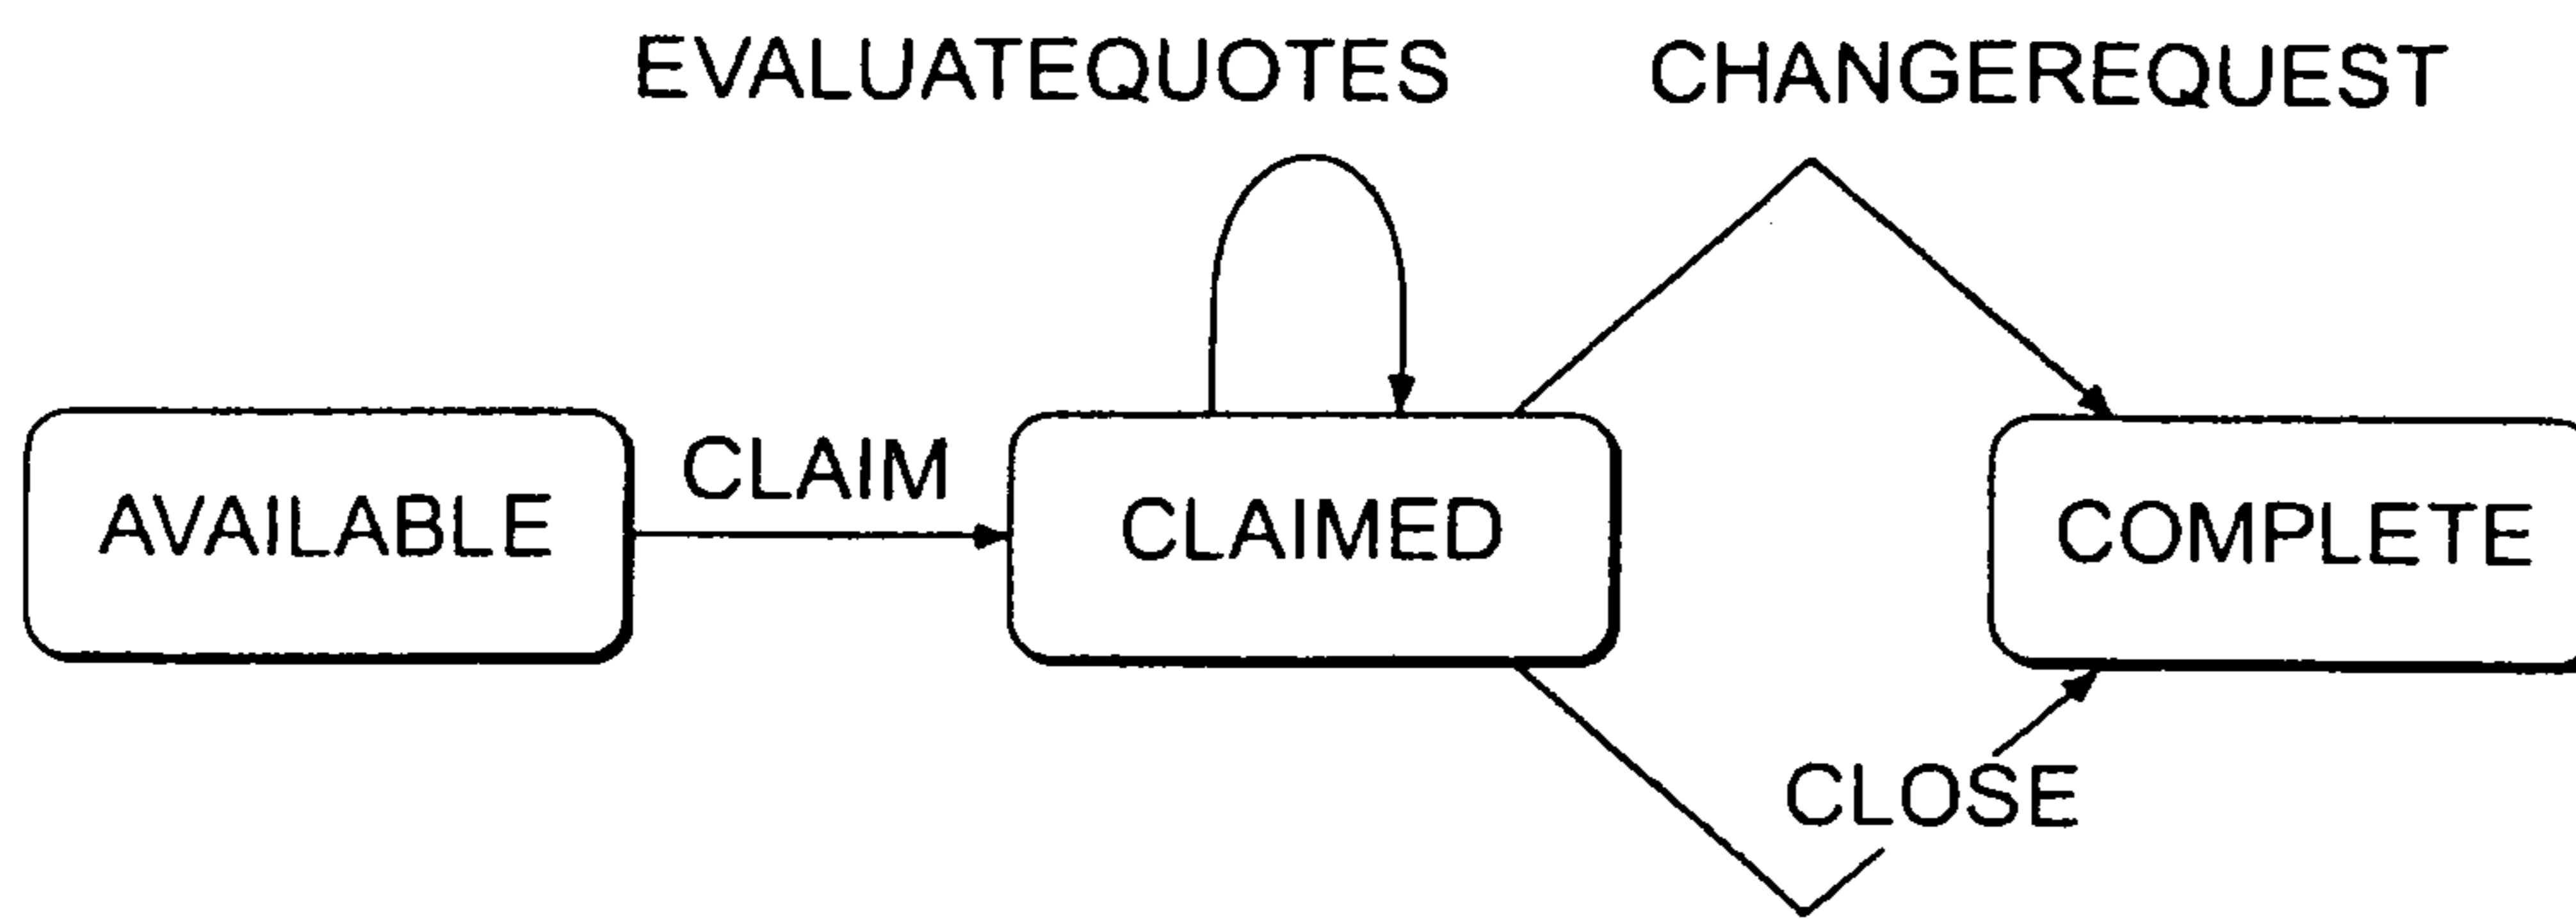 EVALUATEQUOTES
CHANGEREQUEST
AVAILABLE
CLAIM
CLAIMED
COMPLETE
CLOSE